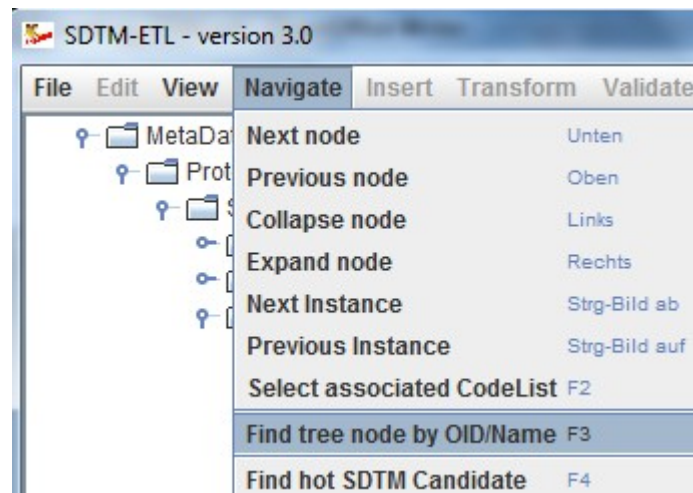 SDTM-ETL - version 3.0
File Edit View Navigate Insert Transform Validate
MetaDa
Prot
S
Next node Unten
Previous node Oben
Collapse node Links
Expand node Rechts
Next Instance Strg-Bild ab
Previous Instance Strg-Bild auf
Select associated CodeList F2
Find tree node by OID/Name F3
Find hot SDTM Candidate F4